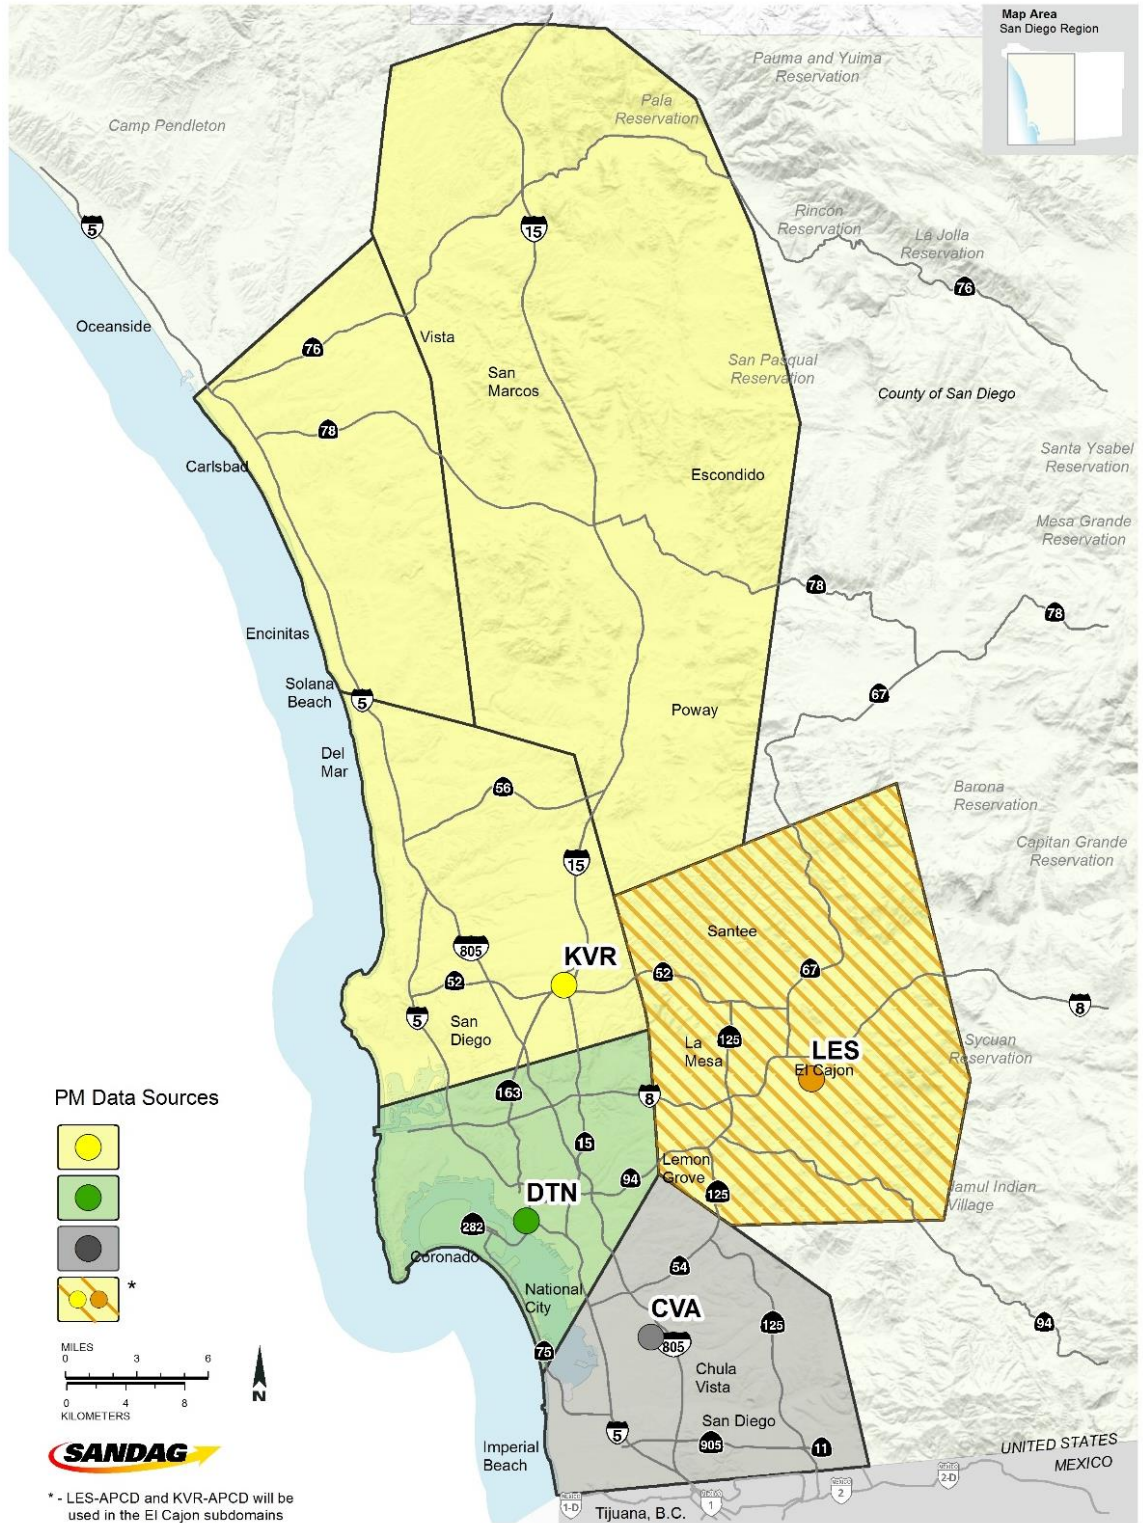 Map Area
San Diego Region
Pauma and Yuima
Reservation
Pala
Reservation
Camp Pendleton
Rincón
Reservation
La Jolla
Reservation
5
15
76
Oceanside
76
Vista
San
Marcos
San Pasqual
Reservation
County of San Diego
78
Carlsbad
Escondido
Santa Ysabel
Reservation
Mesa Grande
Reservation
78
78
Encinitas
Solana
Beach
5
67
Poway
Del
Mar
56
Barona
Reservation
15
Capitan Grande
Reservation
Santee
805
KVR
52
52
67
8
5
San
Diego
125
La
Mesa
LES
El Cajon
Sycuan
Reservation
163
8
PM Data Sources
15
Lemon
Grove
94
125
DTN
Jamul Indian
Village
282
Coronado
*
54
National
City
CVA
125
94
805
75
MILES
0 3 6
N
0 4 8
KILOMETERS
Chula
Vista
San Diego
5
905
11
SANDAG
Imperial
Beach
UNITED STATES
MEXICO
* - LES-APCD and KVR-APCD will be
used in the El Cajon subdomains
MEXICO
1-D
1
MEXICO
2
2-D
Tijuana, B.C.